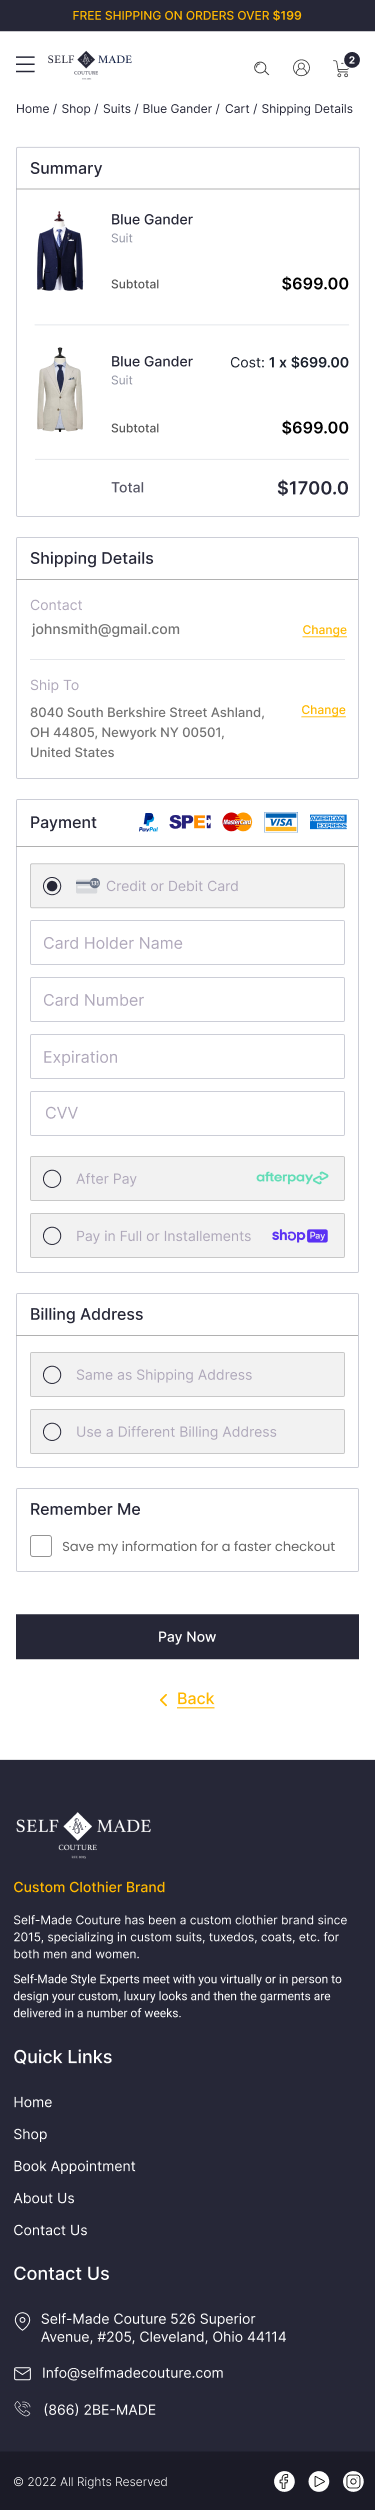 FREE SHIPPING ON ORDERS OVER $199
SELF MADE
COUTURE
2
Home / Shop / Suits / Blue Gander / Cart / Shipping Details
Summary
Blue Gander
Suit
Subtotal $699.00
Blue Gander Cost: 1 x $699.00
Suit
Subtotal $699.00
Total $1700.0
Shipping Details
Contact
johnsmith@gmail.com Change
Ship To
8040 South Berkshire Street Ashland, Change
OH 44805, Newyork NY 00501,
United States
Payment PayPal MasterCard VISA AMERICAN EXPRESS
Credit or Debit Card
Card Holder Name
Card Number
Expiration
CVV
After Pay afterpay
Pay in Full or Installements shop Pay
Billing Address
Same as Shipping Address
Use a Different Billing Address
Remember Me
Save my information for a faster checkout
Pay Now
Back
SELF MADE
COUTURE
Custom Clothier Brand
Self-Made Couture has been a custom clothier brand since
2015, specializing in custom suits, tuxedos, coats, etc. for
both men and women.
Self-Made Style Experts meet with you virtually or in person to
design your custom, luxury looks and then the garments are
delivered in a number of weeks.
Quick Links
Home
Shop
Book Appointment
About Us
Contact Us
Contact Us
Self-Made Couture 526 Superior
Avenue, #205, Cleveland, Ohio 44114
Info@selfmadecouture.com
(866) 2BE-MADE
© 2022 All Rights Reserved